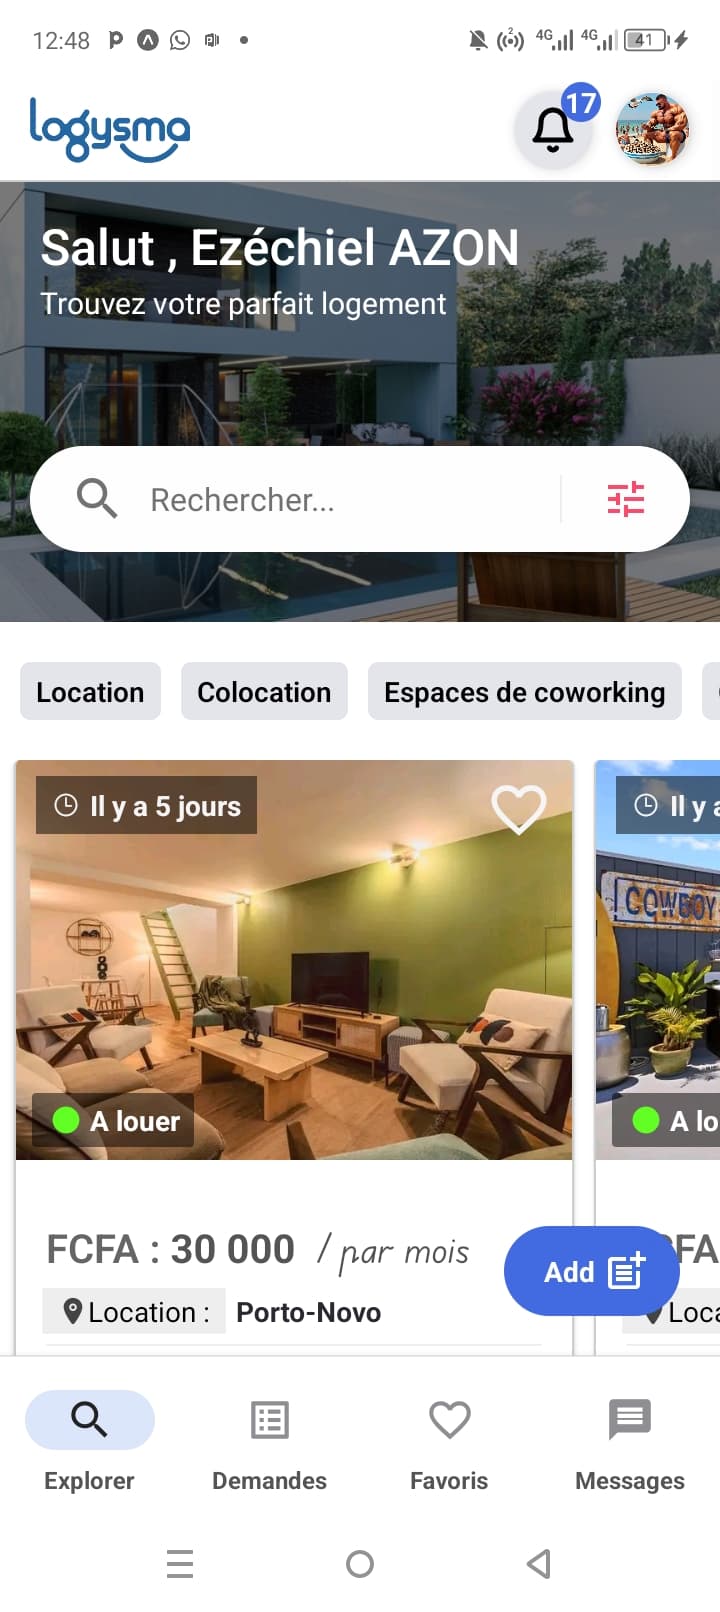 12:48
4G 4G 41
logysma
17
Salut , Ezéchiel AZON
Trouvez votre parfait logement
Rechercher...
Location Colocation Espaces de coworking
Il y a 5 jours
Il y a
COWBOY
A louer
A lo
FCFA : 30 000 / par mois
FA
Add
Location : Porto-Novo
Loca
Explorer Demandes Favoris Messages